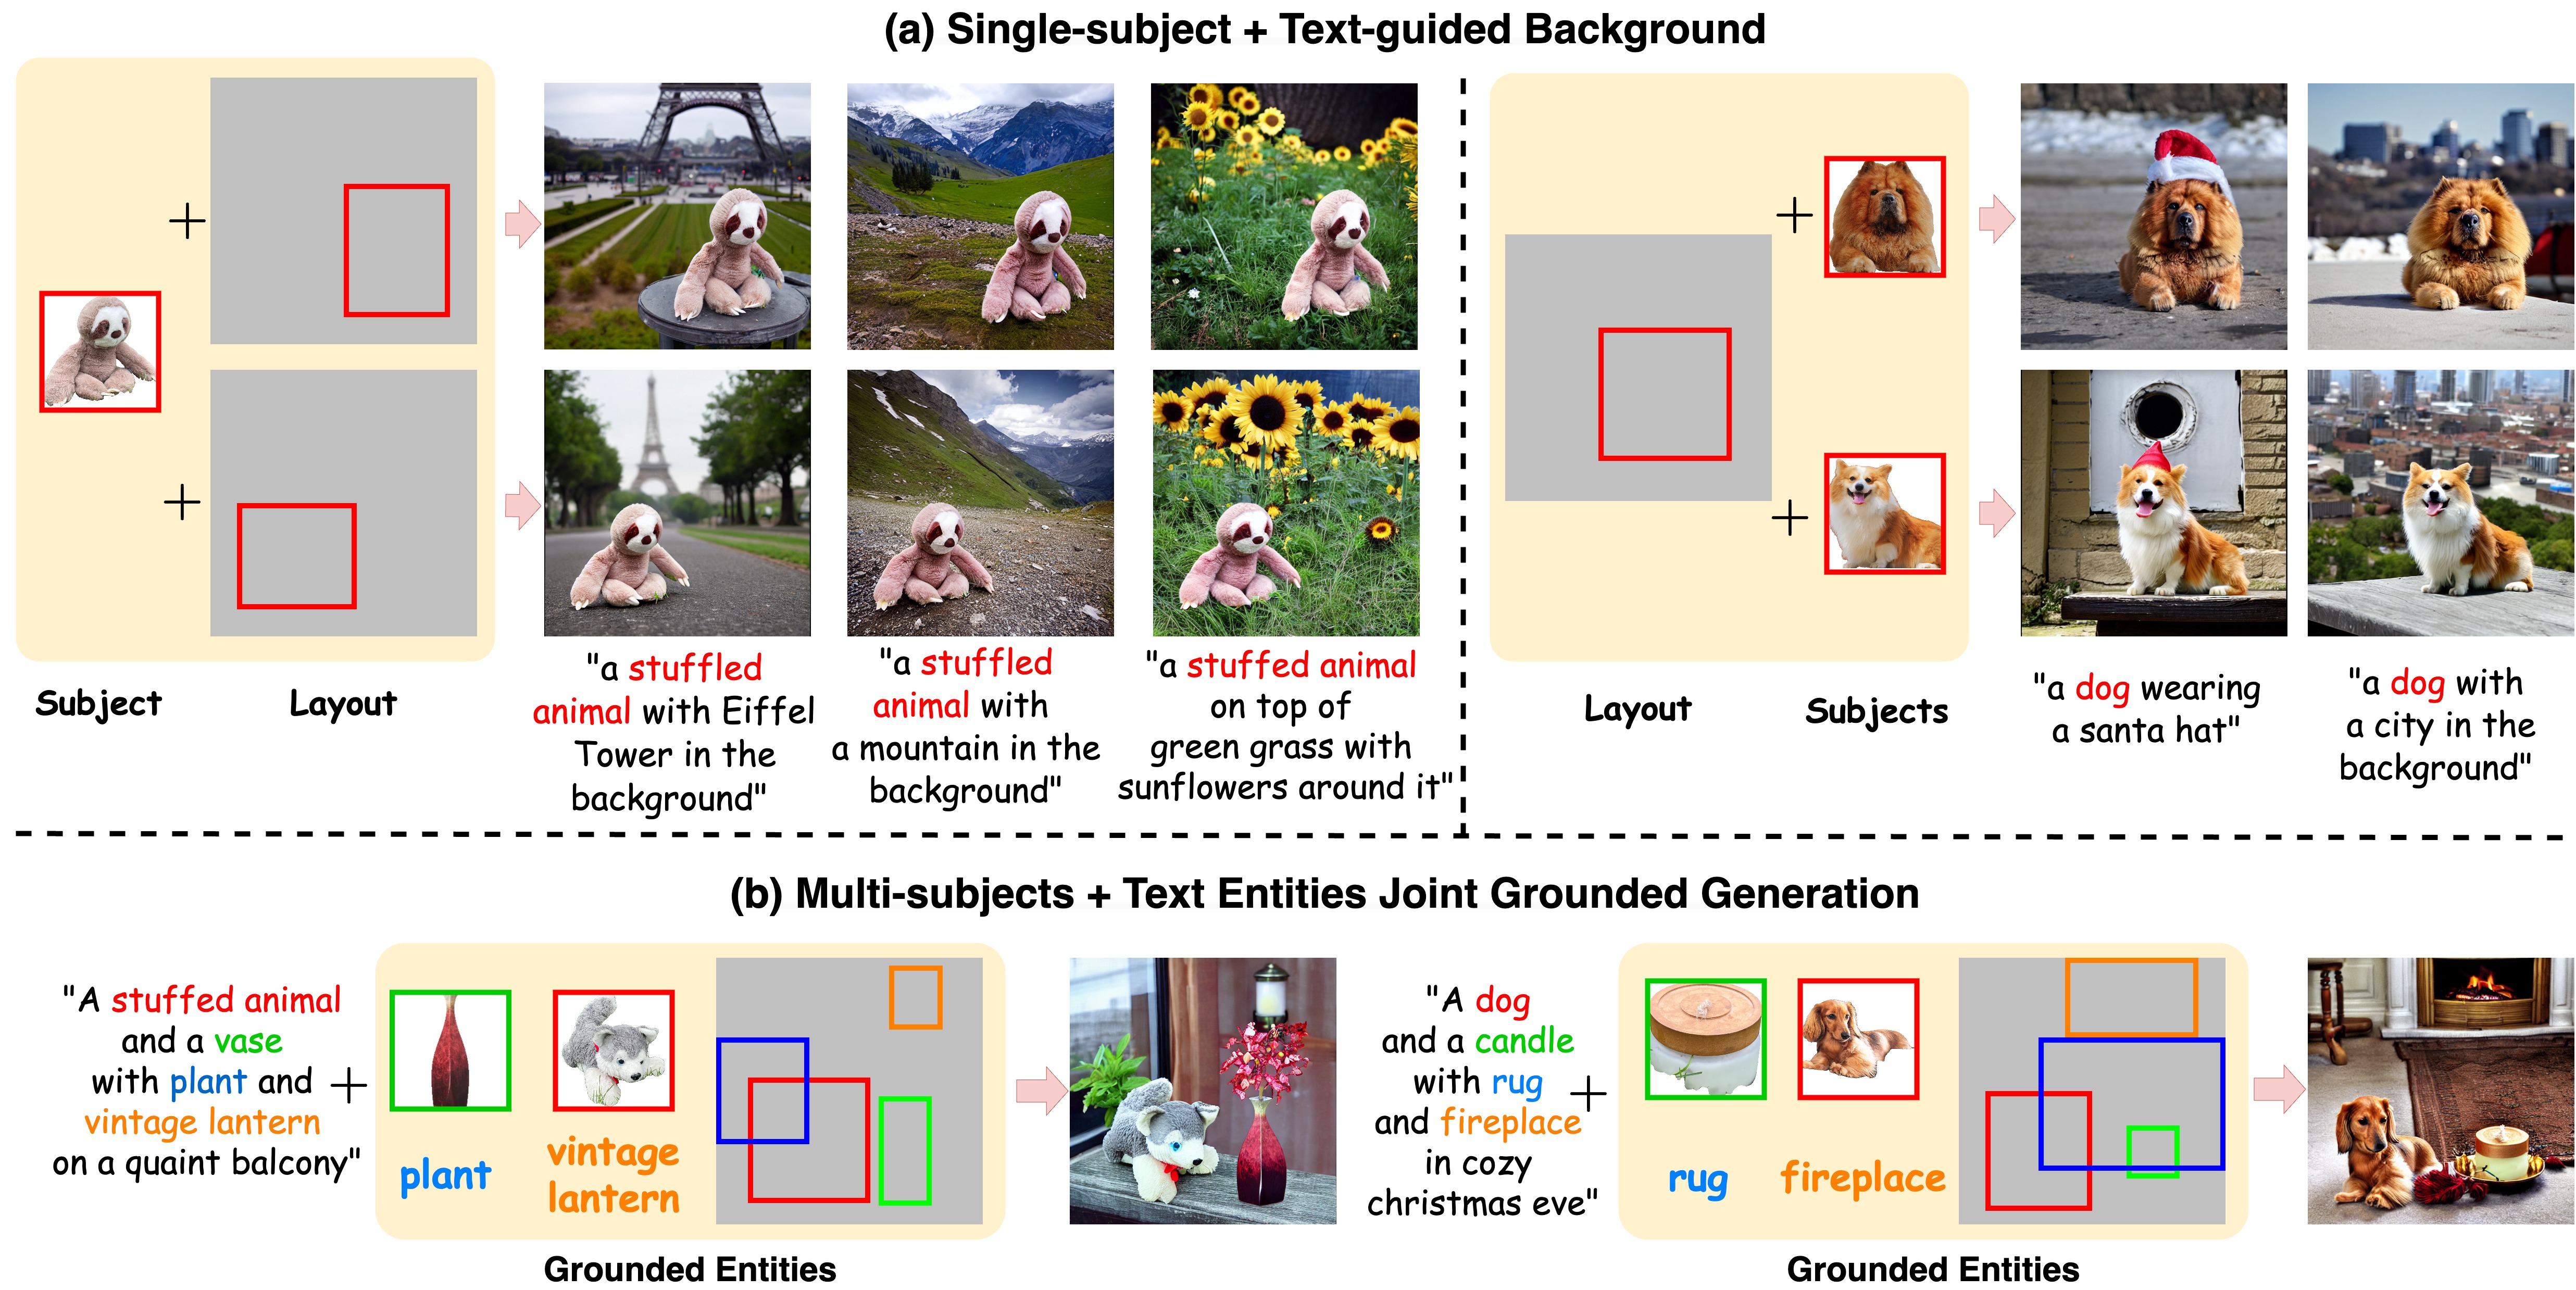 (a) Single-subject + Text-guided Background
+
+
+
+
Subject
Layout
"a stuffled
animal with Eiffel
Tower in the
background"
"a stuffled
animal with
a mountain in the
background"
"a stuffed animal
on top of
green grass with
sunflowers around it"
Layout
Subjects
"a dog wearing
a santa hat"
"a dog with
a city in the
background"
(b) Multi-subjects + Text Entities Joint Grounded Generation
"A stuffed animal
and a vase
with plant and
vintage lantern
on a quaint balcony"
+
plant
vintage
lantern
Grounded Entities
"A dog
and a candle
with rug
and fireplace
in cozy
christmas eve"
+
rug
fireplace
Grounded Entities